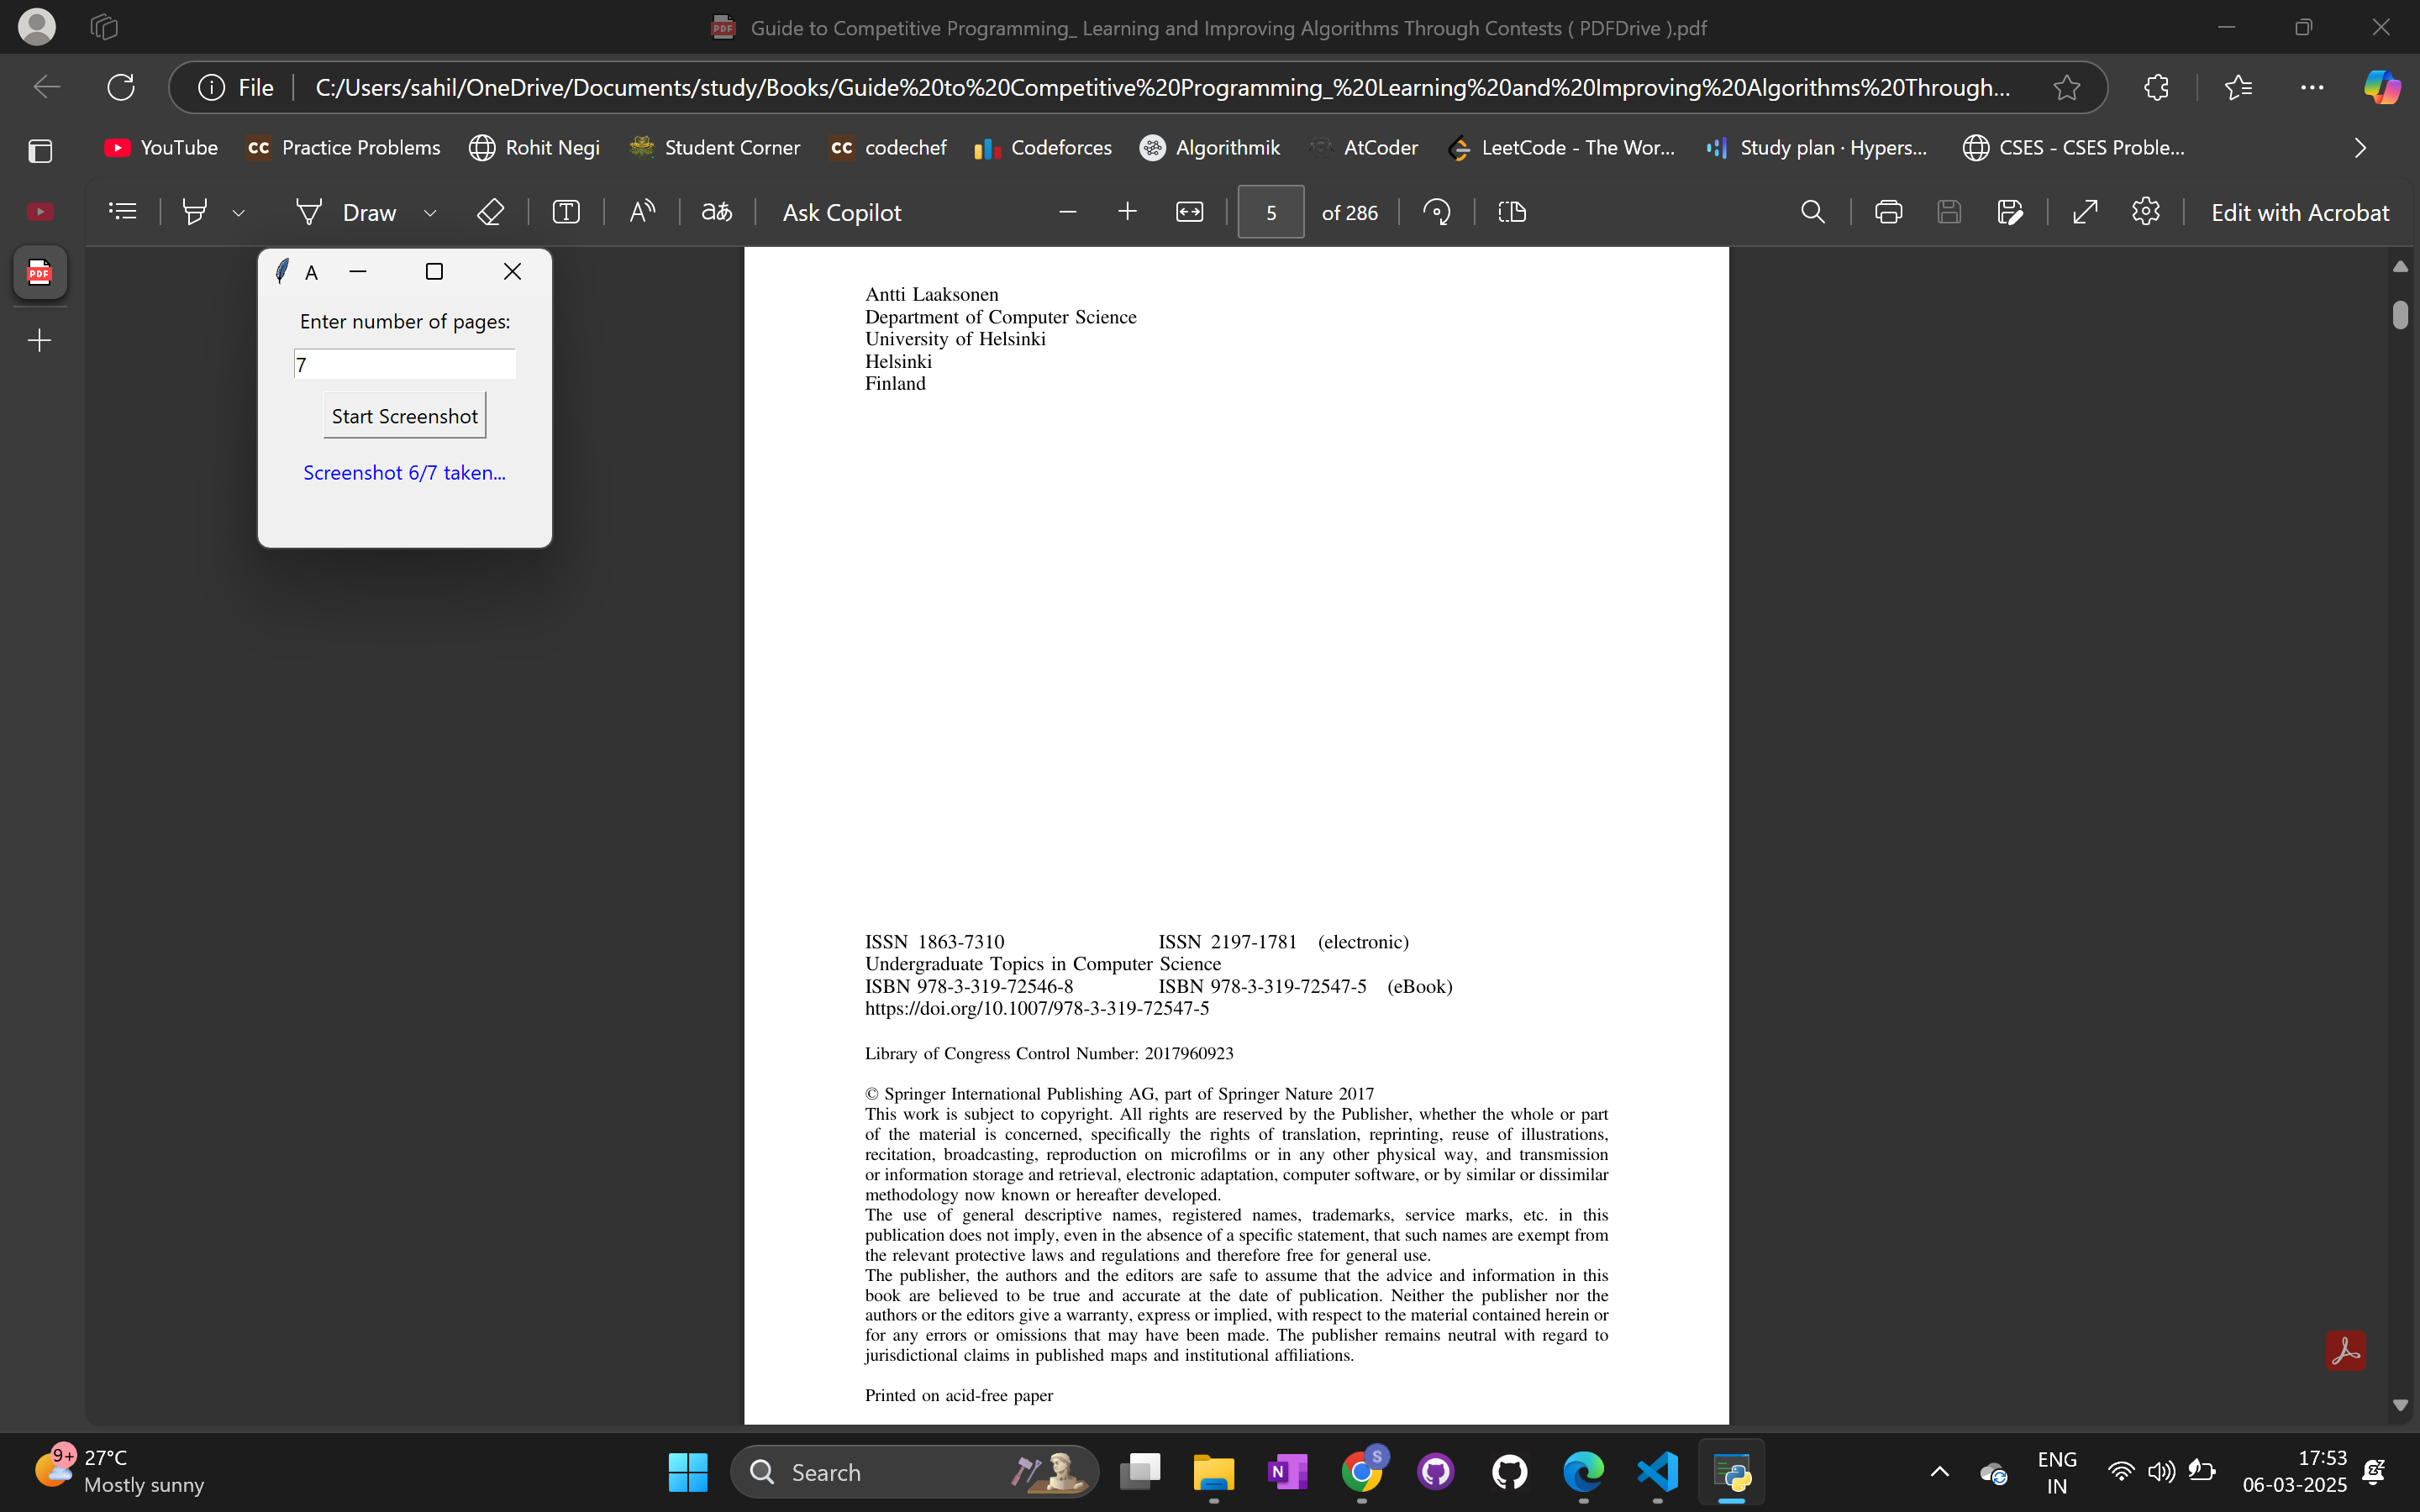 Guide to Competitive Programming_ Learning and Improving Algorithms Through Contests ( PDFDrive ).pdf
File
C:/Users/sahil/OneDrive/Documents/study/Books/Guide%20to%20Competitive%20Programming_%20Learning%20and%20Improving%20Algorithms%20Through...
YouTube
CC Practice Problems
Rohit Negi
Student Corner
CC codechef
Codeforces
Algorithmik
AtCoder
LeetCode - The Wor...
Study plan · Hypers...
CSES - CSES Proble...
Draw
Ask Copilot
5 of 286
Edit with Acrobat
PDF
A
Enter number of pages:
7
Start Screenshot
Screenshot 6/7 taken...
Antti Laaksonen
Department of Computer Science
University of Helsinki
Helsinki
Finland
ISSN 1863-7310 ISSN 2197-1781 (electronic)
Undergraduate Topics in Computer Science
ISBN 978-3-319-72546-8 ISBN 978-3-319-72547-5 (eBook)
https://doi.org/10.1007/978-3-319-72547-5
Library of Congress Control Number: 2017960923
© Springer International Publishing AG, part of Springer Nature 2017
This work is subject to copyright. All rights are reserved by the Publisher, whether the whole or part
of the material is concerned, specifically the rights of translation, reprinting, reuse of illustrations,
recitation, broadcasting, reproduction on microfilms or in any other physical way, and transmission
or information storage and retrieval, electronic adaptation, computer software, or by similar or dissimilar
methodology now known or hereafter developed.
The use of general descriptive names, registered names, trademarks, service marks, etc. in this
publication does not imply, even in the absence of a specific statement, that such names are exempt from
the relevant protective laws and regulations and therefore free for general use.
The publisher, the authors and the editors are safe to assume that the advice and information in this
book are believed to be true and accurate at the date of publication. Neither the publisher nor the
authors or the editors give a warranty, express or implied, with respect to the material contained herein or
for any errors or omissions that may have been made. The publisher remains neutral with regard to
jurisdictional claims in published maps and institutional affiliations.
Printed on acid-free paper
9+
27°C
Mostly sunny
Search
S
ENG
IN
17:53
06-03-2025